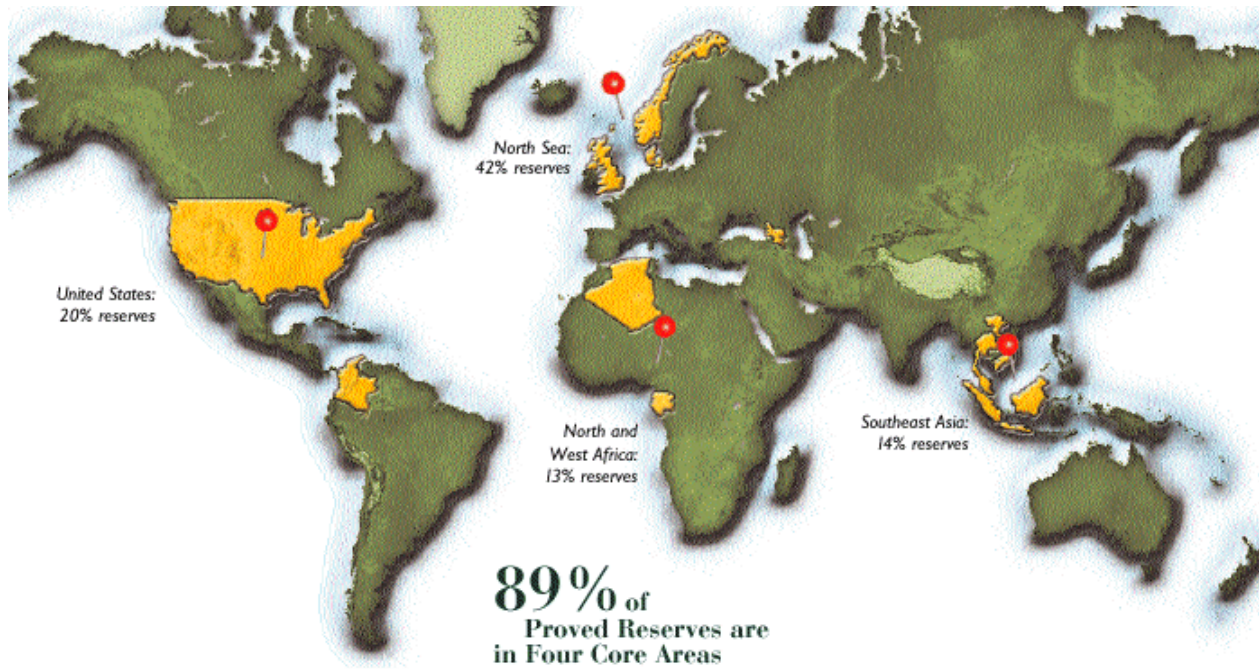 North Sea:
42% reserves
United States:
20% reserves
North and
West Africa:
13% reserves
Southeast Asia:
14% reserves
89% of
Proved Reserves are
in Four Core Areas